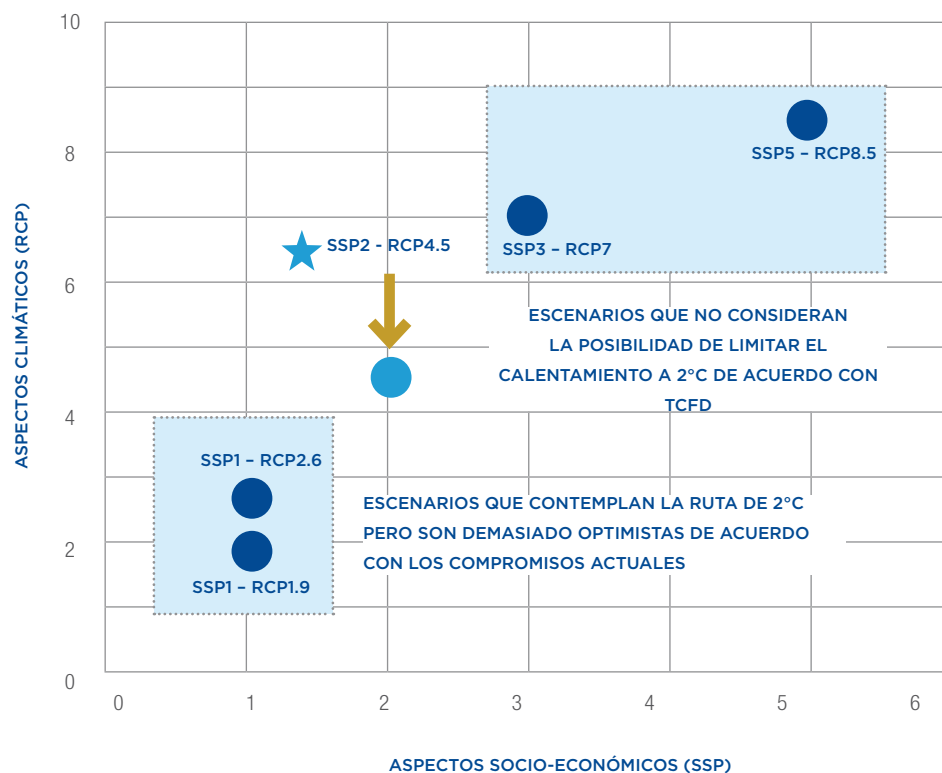 10
8
6
4
2
0
ASPECTOS CLIMÁTICOS (RCP)
SSP5 – RCP8.5
SSP3 – RCP7
SSP2 - RCP4.5
ESCENARIOS QUE NO CONSIDERAN
LA POSIBILIDAD DE LIMITAR EL
CALENTAMIENTO A 2°C DE ACUERDO CON
TCFD
SSP1 – RCP2.6
SSP1 – RCP1.9
ESCENARIOS QUE CONTEMPLAN LA RUTA DE 2°C
PERO SON DEMASIADO OPTIMISTAS DE ACUERDO
CON LOS COMPROMISOS ACTUALES
0 1 2 3 4 5 6
ASPECTOS SOCIO-ECONÓMICOS (SSP)